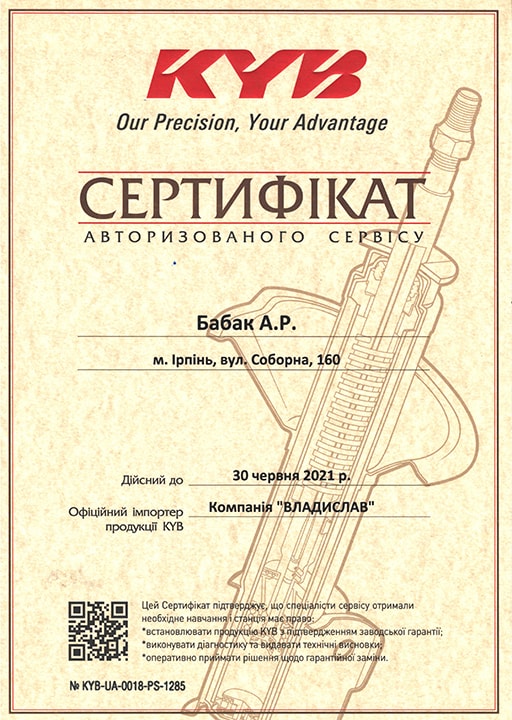 KYB
Our Precision, Your Advantage
СЕРТИФІКАТ
АВТОРИЗОВАНОГО СЕРВІСУ
Бабак А.Р.
м. Ірпінь, вул. Соборна, 160
Дійсний до 30 червня 2021 р.
Офіційний імпортер Компанія "ВЛАДИСЛАВ"
продукції KYB
Цей Сертифікат підтверджує, що спеціалісти сервісу отримали
необхідне навчання і станція має право:
*встановлювати продукцію KYB з підтвердженням заводської гарантії;
*виконувати діагностику та видавати технічні висновки;
*оперативно приймати рішення щодо гарантійної заміни.
№ KYB-UA-0018-PS-1285